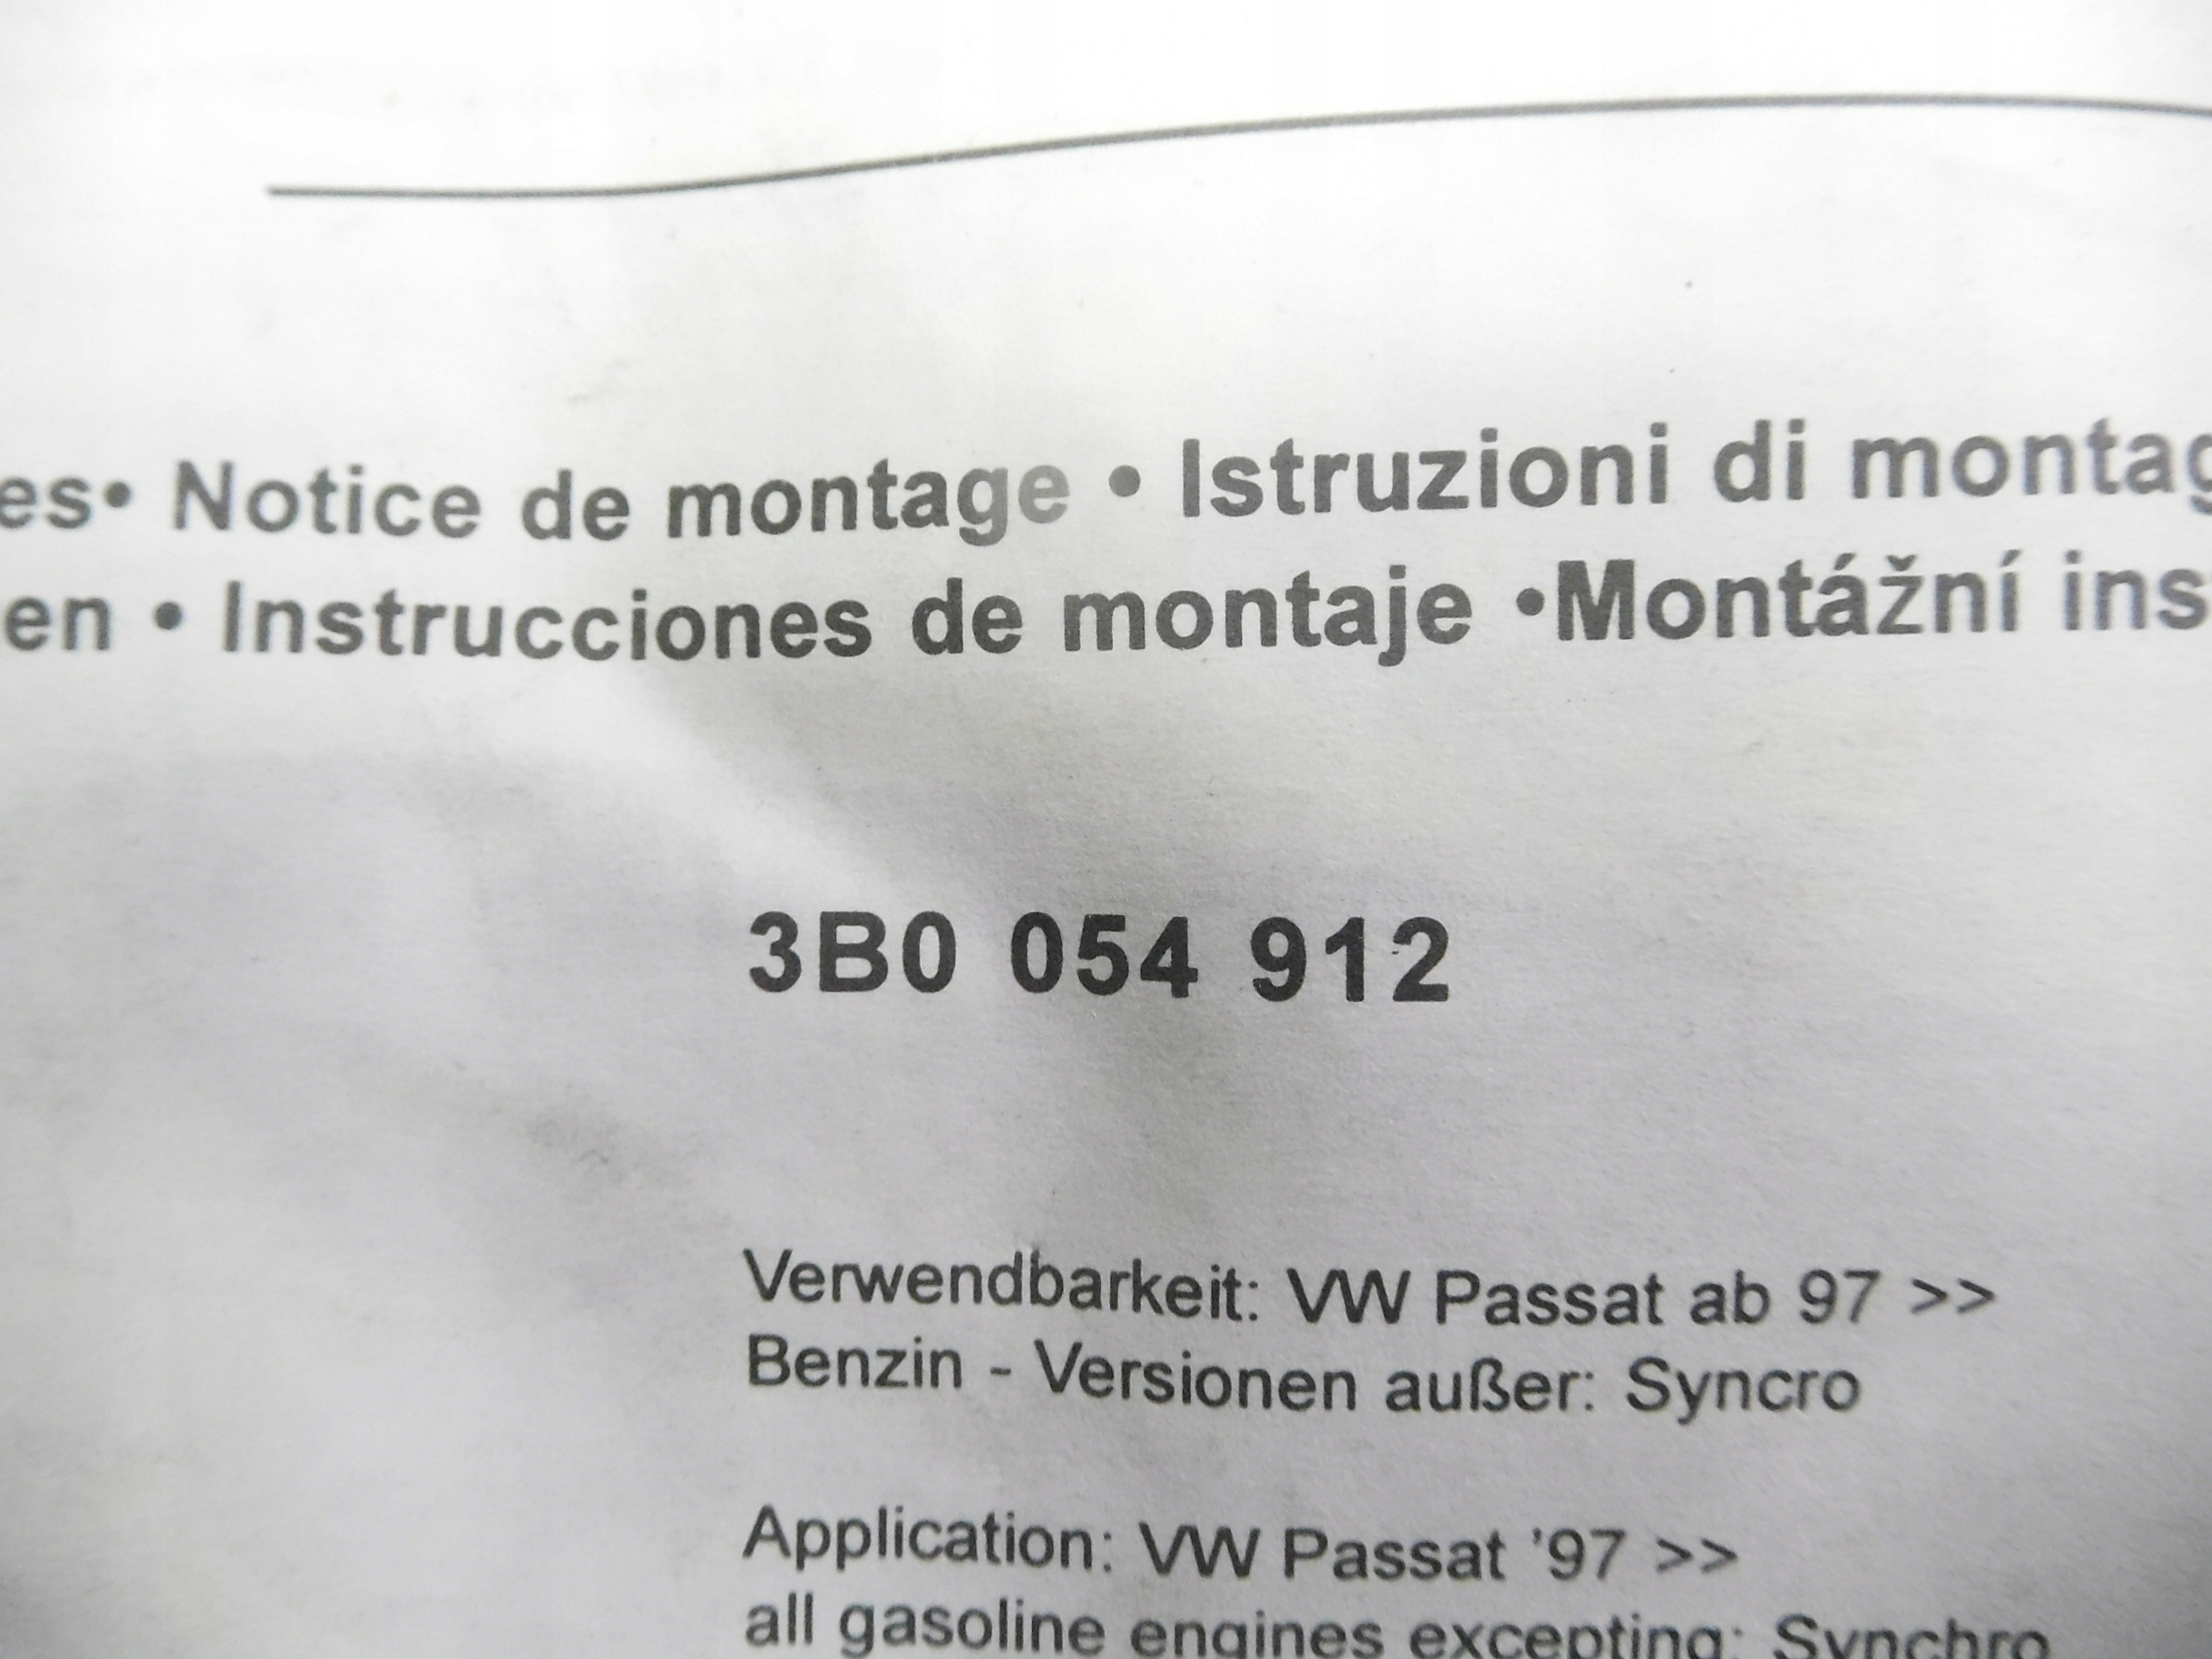 es• Notice de montage • Istruzioni di montag
en • Instrucciones de montaje •Montážní ins
3B0 054 912
Verwendbarkeit: VW Passat ab 97 >>
Benzin - Versionen außer: Syncro
Application: VW Passat '97 >>
all gasoline engines excepting: Synchro